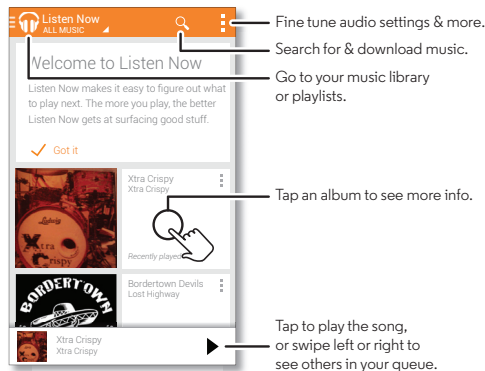 Listen Now
ALL MUSIC
Fine tune audio settings & more.
Search for & download music.
Go to your music library
or playlists.
Welcome to Listen Now
Listen Now makes it easy to figure out what
to play next. The more you play, the better
Listen Now gets at surfacing good stuff.
Got it
Xtra Crispy
Xtra Crispy
Ludwig
Xtra
Crispy
Recently played
Tap an album to see more info.
BORDERTOWN
Bordertown Devils
Lost Highway
Xtra Crispy
Xtra Crispy
Tap to play the song,
or swipe left or right to
see others in your queue.